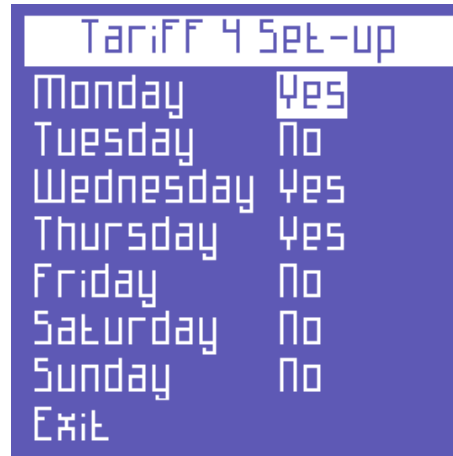 Tariff 4 Set-up
Monday Yes
Tuesday No
Wednesday Yes
Thursday Yes
Friday No
Saturday No
Sunday No
Exit